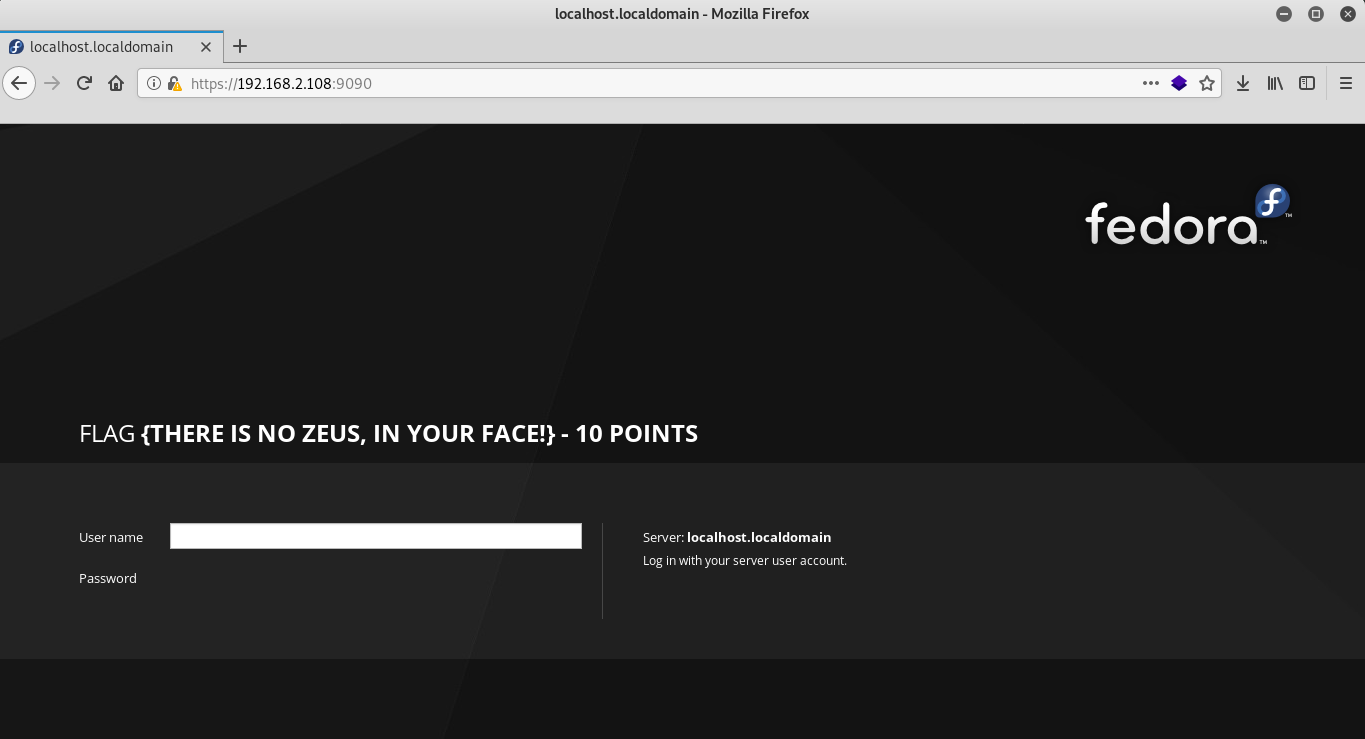 localhost.localdomain - Mozilla Firefox
localhost.localdomain
https://192.168.2.108:9090
fedora™
FLAG {THERE IS NO ZEUS, IN YOUR FACE!} - 10 POINTS
User name
Server: localhost.localdomain
Log in with your server user account.
Password